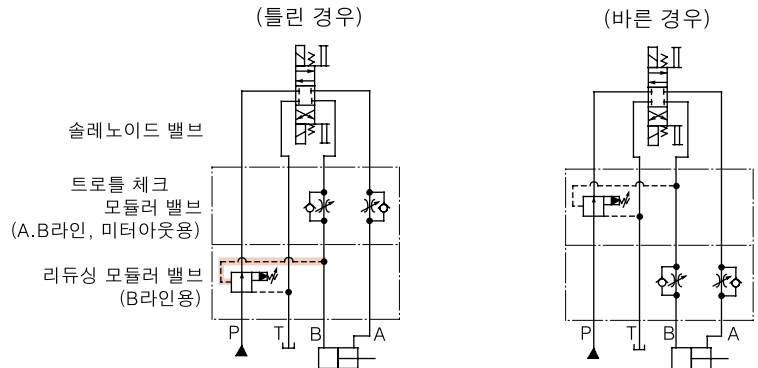 (틀린 경우)
(바른 경우)
솔레노이드 밸브
트로틀 체크
모듈러 밸브
(A.B라인, 미터아웃용)
리듀싱 모듈러 밸브
(B라인용)
P T B A
P T B A